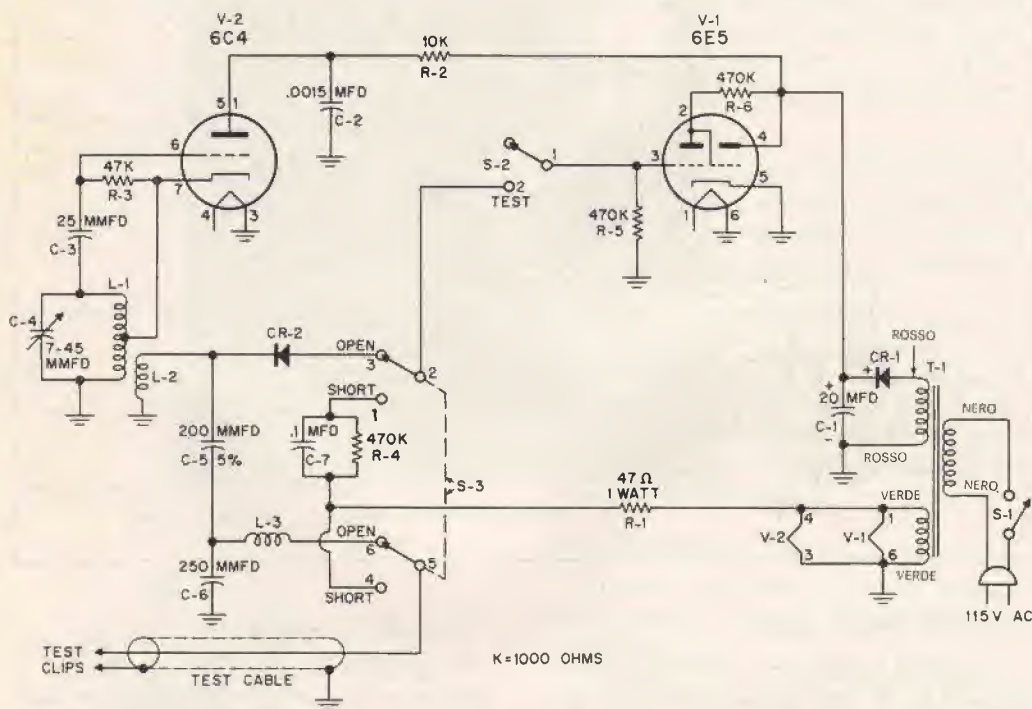 V-2
6C4
V-1
6E5
10K
R-2
.0015 MFD
C-2
470K
R-6
5 1
6
7
4
3
47K
R-3
25 MMFD
C-3
2
4
3
5
1
6
S-2
1
2
TEST
470K
R-5
L-1
C-4
7-45
MMFD
L-2
CR-2
OPEN
3
2
SHORT
1
.1 MFD
C-7
470K
R-4
200 MMFD
C-5 5%
S-3
L-3
OPEN
6
5
4
SHORT
250 MMFD
C-6
47 Ω
1 WATT
R-1
ROSSO
CR-1
T-1
+
+
20 MFD
C-1
-
ROSSO
NERO
NERO
S-1
VERDE
4
1
V-2
V-1
3
6
VERDE
115 V AC
TEST
CLIPS
TEST CABLE
K=1000 OHMS